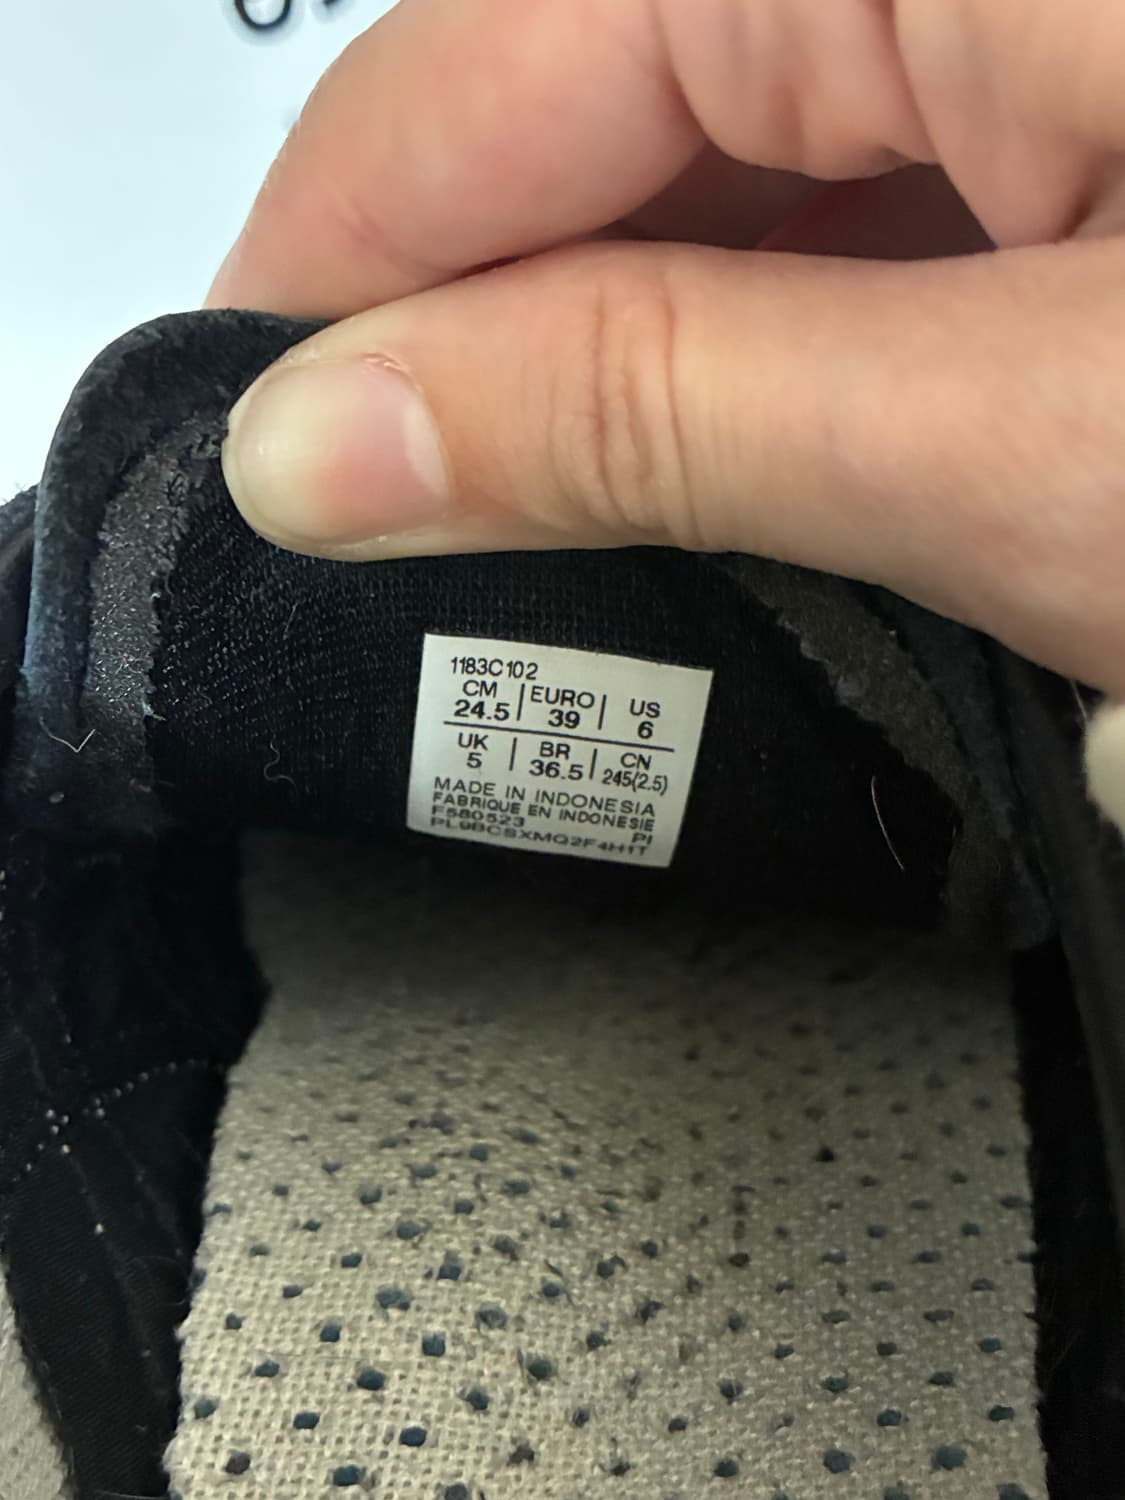 1183C102
CM 24.5 | EURO 39 | US 6
UK 5 | BR 36.5 | CN 245(2.5)
MADE IN INDONESIA
FABRIQUE EN INDONESIE
F580523 PI
PL9BCSXMQ2F4H1T